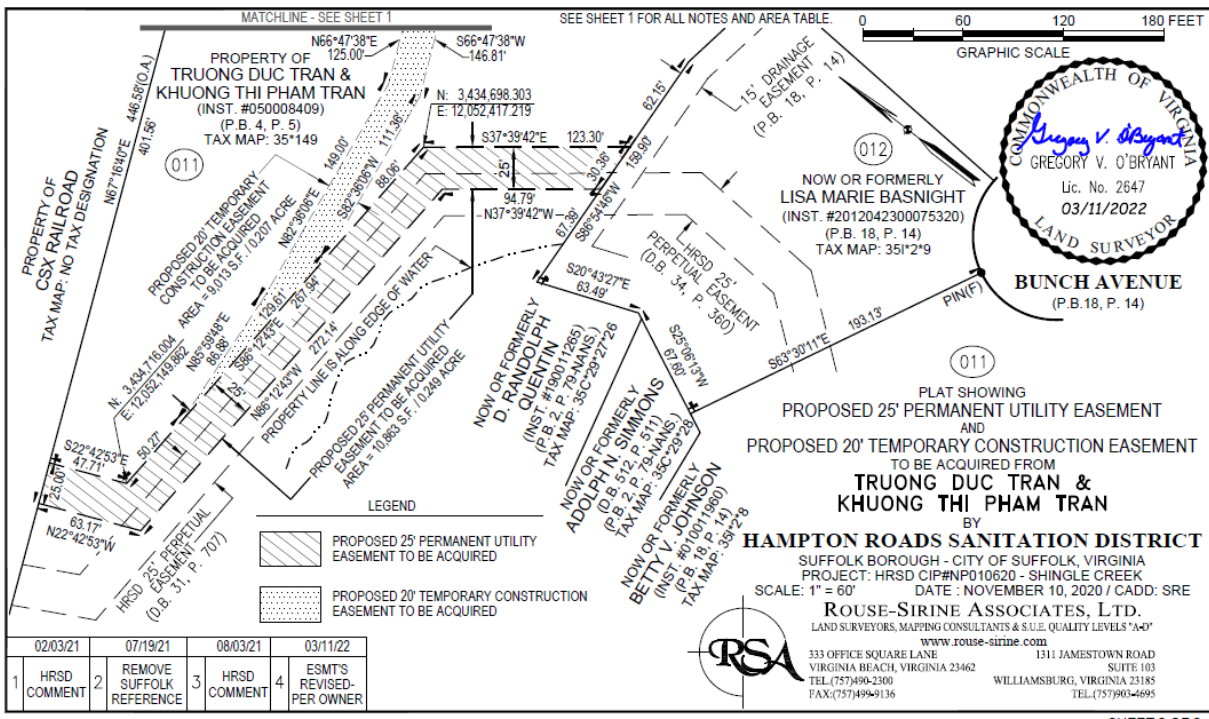 MATCHLINE - SEE SHEET 1
SEE SHEET 1 FOR ALL NOTES AND AREA TABLE.
0 60 120 180 FEET
GRAPHIC SCALE
N66°47'38"E
125.00'
S66°47'38"W
146.81'
PROPERTY OF
TRUONG DUC TRAN &
KHUONG THI PHAM TRAN
(INST. #050008409)
(P.B. 4, P. 5)
TAX MAP: 35*149
011
PROPERTY OF
CSX RAILROAD
TAX MAP: NO TAX DESIGNATION
N67°16'40"E
446.58'(O.A.)
401.56'
PROPOSED 20' TEMPORARY
CONSTRUCTION EASEMENT
TO BE ACQUIRED
AREA = 9,013 S.F. / 0.207 ACRE
N82°36'06"E
149.00'
S82°36'06"W
111.36'
88.06'
N: 3,434,698.303
E: 12,052,417.219
S37°39'42"E 123.30'
25'
30.36'
94.79'
N37°39'42"W
62.15'
159.90'
S86°54'46"W
67.39'
15' DRAINAGE
EASEMENT
(P.B. 18, P. 14)
012
NOW OR FORMERLY
LISA MARIE BASNIGHT
(INST. #2012042300075320)
(P.B. 18, P. 14)
TAX MAP: 35I*2*9
COMMONWEALTH OF VIRGINIA
Gregory V. O'Bryant
GREGORY V. O'BRYANT
Lic. No. 2647
03/11/2022
LAND SURVEYOR
BUNCH AVENUE
(P.B.18, P. 14)
PIN(F)
193.13'
S63°30'11"E
HRSD 25'
PERPETUAL EASEMENT
(D.B. 34, P. 360)
S20°43'27"E
63.49'
S25°06'13"W
67.60'
N: 3,434,716.004
E: 12,052,149.862
N85°59'48"E
86.88'
129.61'
S86°12'43"E
267.94'
272.14'
N86°12'43"W
25'
PROPERTY LINE IS ALONG EDGE OF WATER
PROPOSED 25' PERMANENT UTILITY
EASEMENT TO BE ACQUIRED
AREA = 10,863 S.F. / 0.249 ACRE
S22°42'53"E
47.71'
50.27'
25.00'
63.17'
N22°42'53"W
HRSD 25' PERPETUAL
EASEMENT
(D.B. 31, P. 707)
NOW OR FORMERLY
D. RANDOLPH
QUENTIN
(INST. #190011265)
(P.B. 2, P. 79-NANS.)
TAX MAP: 35C*29*27*26
NOW OR FORMERLY
ADOLPH N. SIMMONS
(D.B. 512, P. 511)
(P.B. 2, P. 79-NANS.)
TAX MAP: 35C*29*28
NOW OR FORMERLY
BETTY V. JOHNSON
(INST. #010011960)
(P.B. 18, P. 14)
TAX MAP: 35I*2*8
LEGEND
PROPOSED 25' PERMANENT UTILITY
EASEMENT TO BE ACQUIRED
PROPOSED 20' TEMPORARY CONSTRUCTION
EASEMENT TO BE ACQUIRED
011
PLAT SHOWING
PROPOSED 25' PERMANENT UTILITY EASEMENT
AND
PROPOSED 20' TEMPORARY CONSTRUCTION EASEMENT
TO BE ACQUIRED FROM
TRUONG DUC TRAN &
KHUONG THI PHAM TRAN
BY
HAMPTON ROADS SANITATION DISTRICT
SUFFOLK BOROUGH - CITY OF SUFFOLK, VIRGINIA
PROJECT: HRSD CIP#NP010620 - SHINGLE CREEK
SCALE: 1" = 60' DATE : NOVEMBER 10, 2020 / CADD: SRE
RSA
ROUSE-SIRINE ASSOCIATES, LTD.
LAND SURVEYORS, MAPPING CONSULTANTS & S.U.E. QUALITY LEVELS "A-D"
www.rouse-sirine.com
333 OFFICE SQUARE LANE
VIRGINIA BEACH, VIRGINIA 23462
TEL.(757)490-2300
FAX:(757)499-9136
1311 JAMESTOWN ROAD
SUITE 103
WILLIAMSBURG, VIRGINIA 23185
TEL.(757)903-4695
02/03/21 07/19/21 08/03/21 03/11/22
1 HRSD COMMENT
2 REMOVE SUFFOLK REFERENCE
3 HRSD COMMENT
4 ESMT'S REVISED- PER OWNER